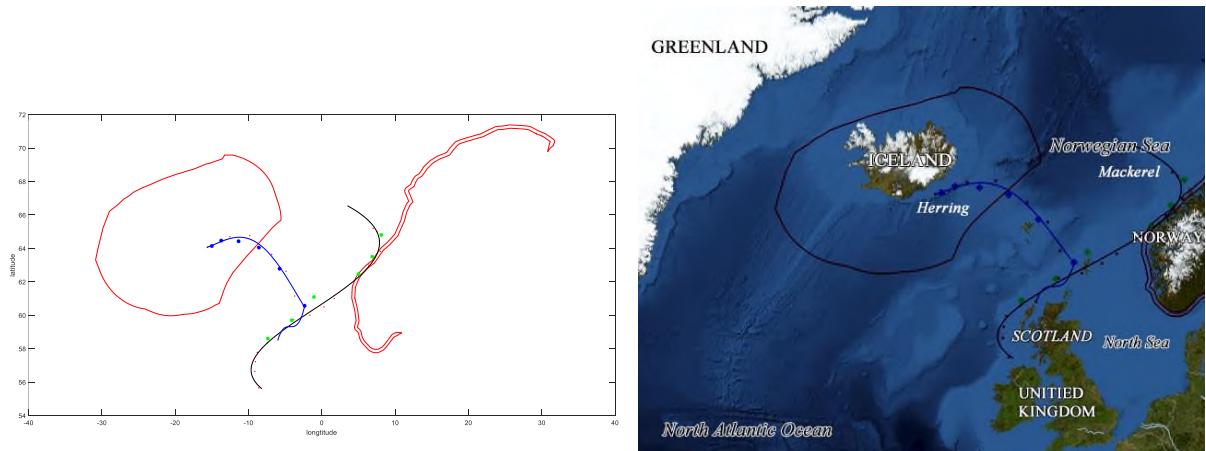 72
70
68
66
64
62
60
58
56
54
latitude
-40
-30
-20
-10
0
10
20
30
40
longtitude
GREENLAND
ICELAND
Norwegian Sea
Mackerel
Herring
NORWAY
SCOTLAND
North Sea
UNITIED
KINGDOM
North Atlantic Ocean